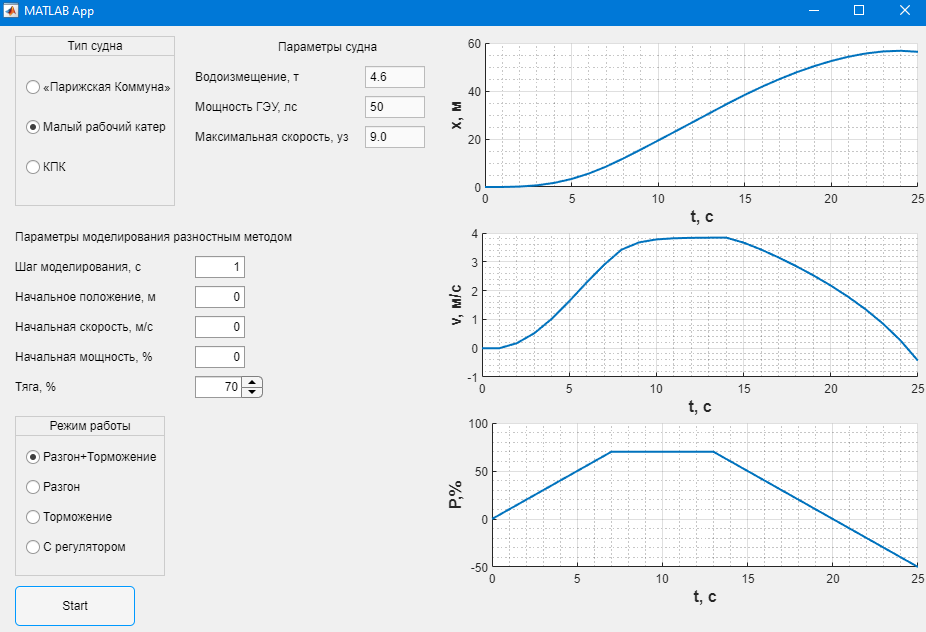 MATLAB App
Тип судна
«Парижская Коммуна»
Малый рабочий катер
КПК
Параметры судна
Водоизмещение, т 4.6
Мощность ГЭУ, лс 50
Максимальная скорость, уз 9.0
Параметры моделирования разностным методом
Шаг моделирования, с 1
Начальное положение, м 0
Начальная скорость, м/с 0
Начальная мощность, % 0
Тяга, % 70
Режим работы
Разгон+Торможение
Разгон
Торможение
С регулятором
Start
60
40
20
0
x, м
0 5 10 15 20 25
t, с
4
3
2
1
0
-1
v, м/с
0 5 10 15 20 25
t, с
100
50
0
-50
P,%
0 5 10 15 20 25
t, с